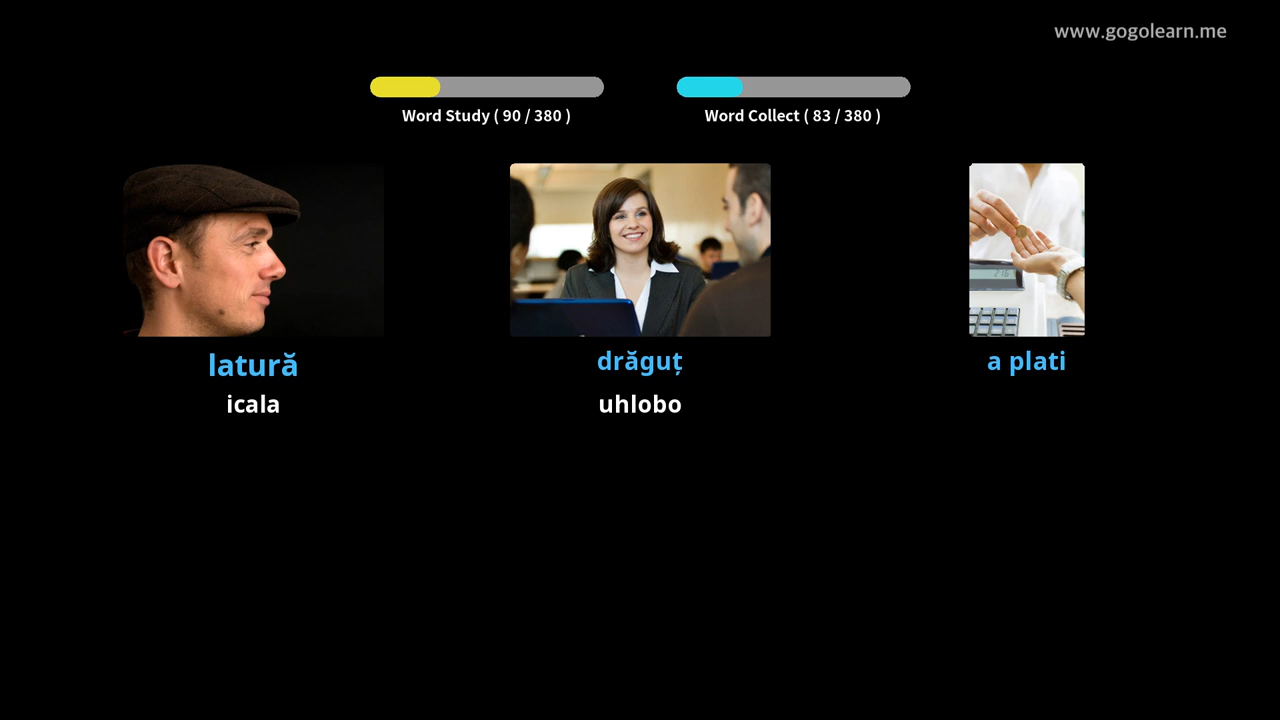 www.gogolearn.me
Word Study ( 90 / 380 )
Word Collect ( 83 / 380 )
latură
drăguț
a plati
icala
uhlobo